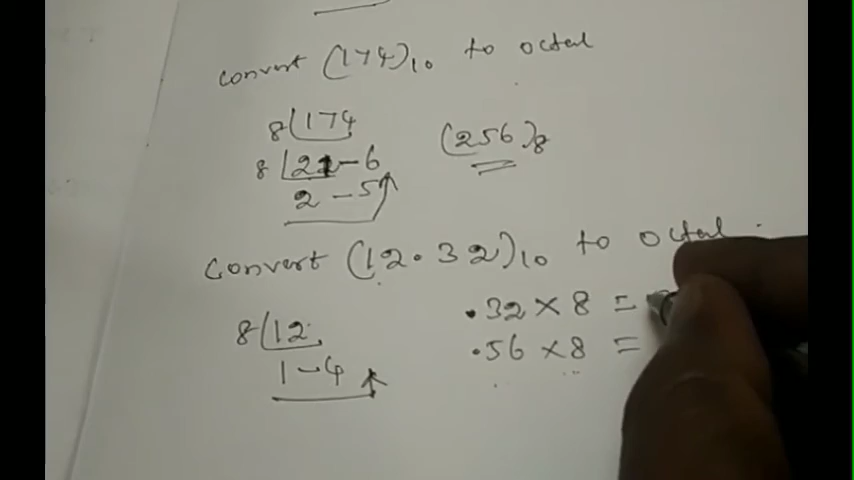 convert (174)₁₀ to octal
8 174
8 21 - 6 (256)₈
2 - 5
convert (12.32)₁₀ to octal
8 12 .32 × 8 =
1 - 4 .56 × 8 =